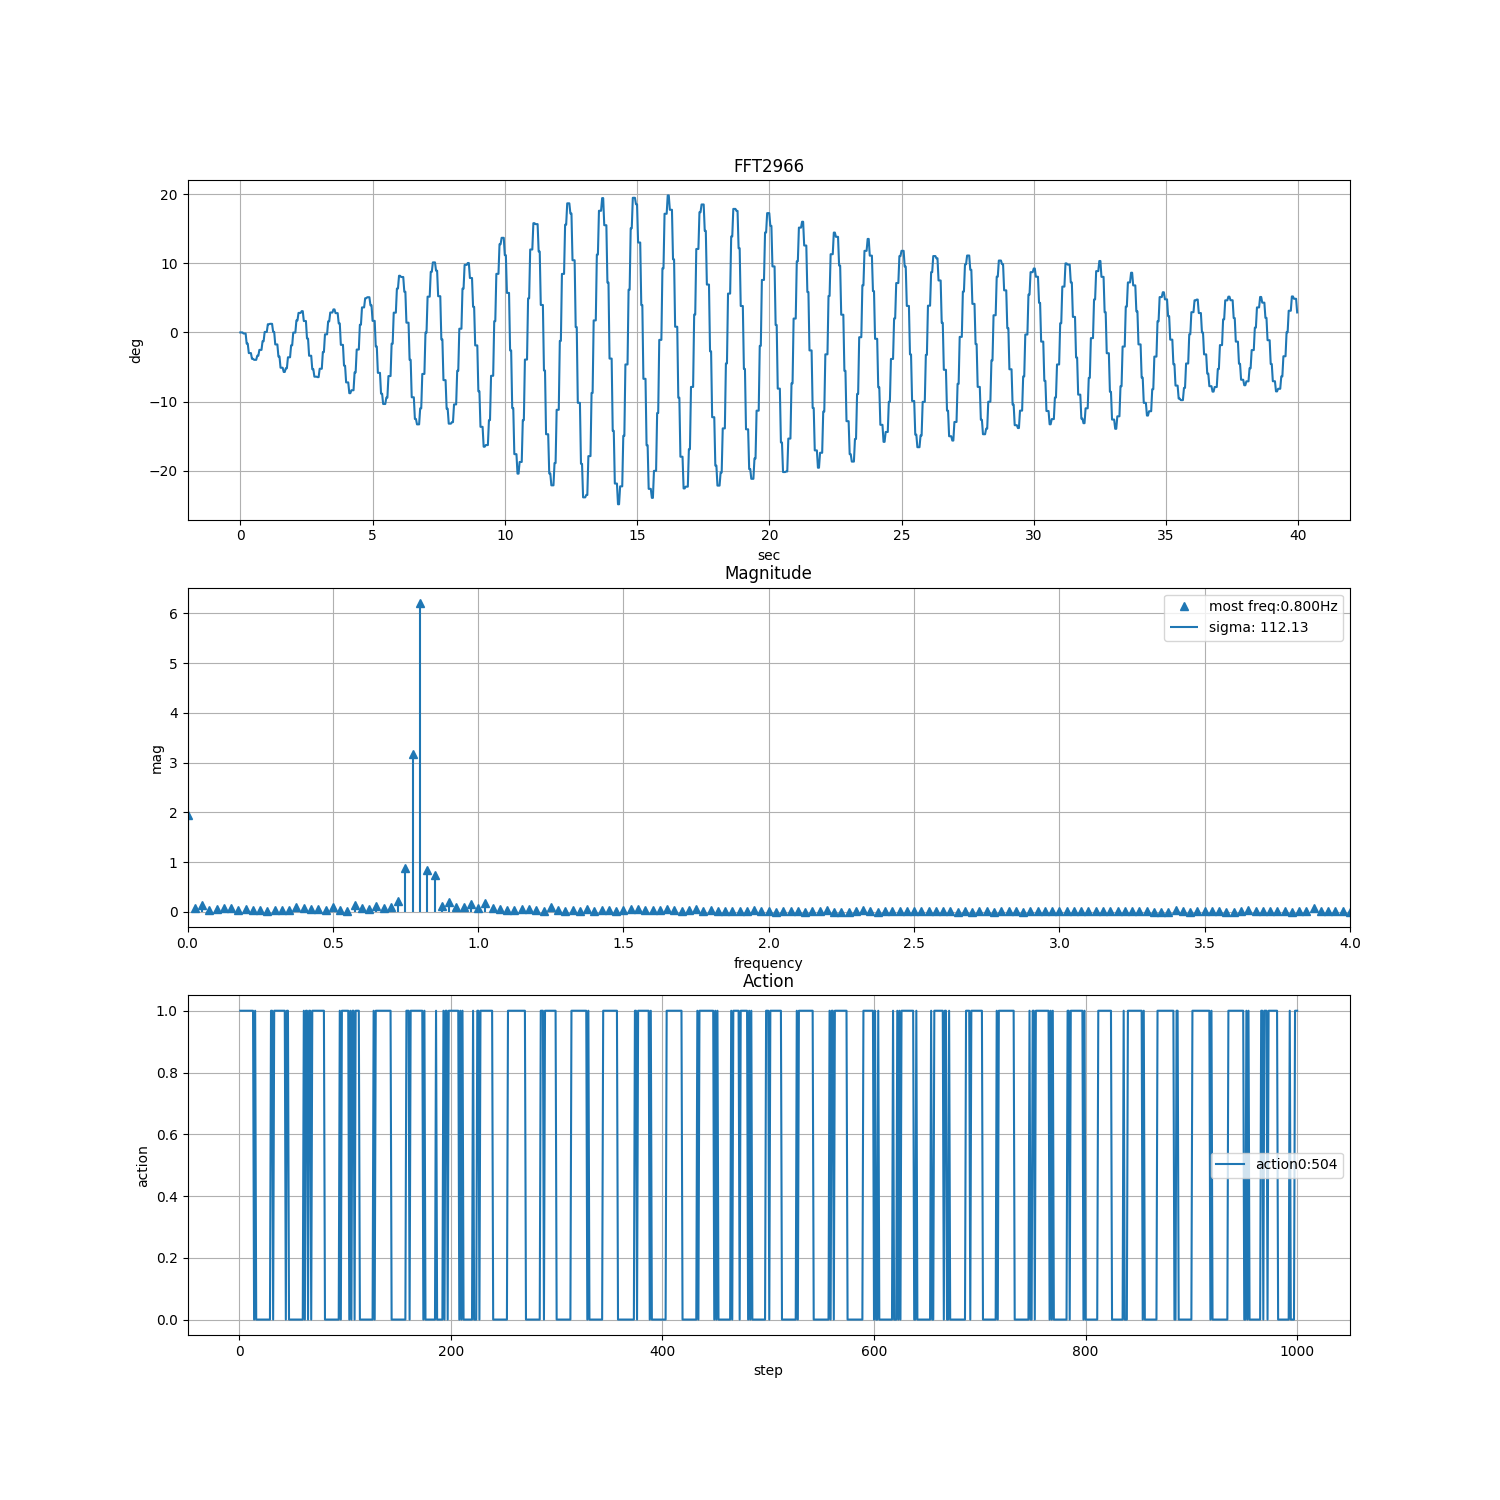 FFT2966
20
10
0
−10
−20
deg
0 5 10 15 20 25 30 35 40
sec
Magnitude
most freq:0.800Hz
sigma: 112.13
6
5
4
3
2
1
0
mag
0.0 0.5 1.0 1.5 2.0 2.5 3.0 3.5 4.0
frequency
Action
1.0
0.8
0.6
0.4
0.2
0.0
action
action0:504
0 200 400 600 800 1000
step